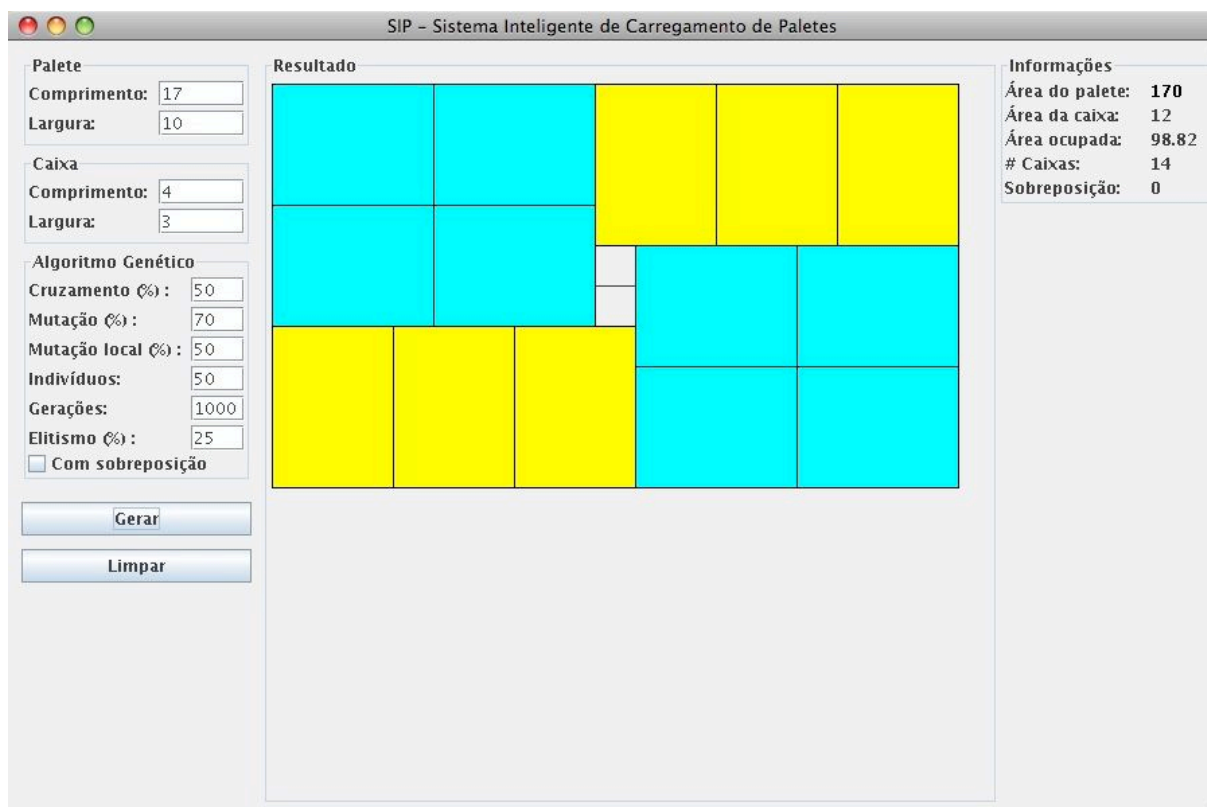 SIP - Sistema Inteligente de Carregamento de Paletes
Palete
Comprimento: 17
Largura: 10
Caixa
Comprimento: 4
Largura: 3
Algoritmo Genético
Cruzamento (%) : 50
Mutação (%) : 70
Mutação local (%) : 50
Indivíduos: 50
Gerações: 1000
Elitismo (%) : 25
Com sobreposição
Gerar
Limpar
Resultado
Informações
Área do palete: 170
Área da caixa: 12
Área ocupada: 98.82
# Caixas: 14
Sobreposição: 0